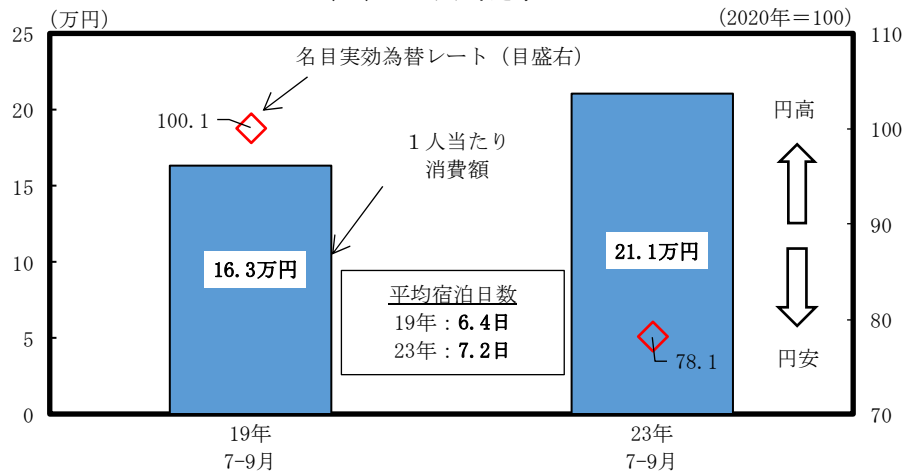 (万円)
(2020年＝100)
25
20
15
10
5
0
110
100
90
80
70
名目実効為替レート（目盛右）
100.1
１人当たり
消費額
円高
16.3万円
21.1万円
平均宿泊日数
19年：6.4日
23年：7.2日
78.1
円安
19年
7-9月
23年
7-9月